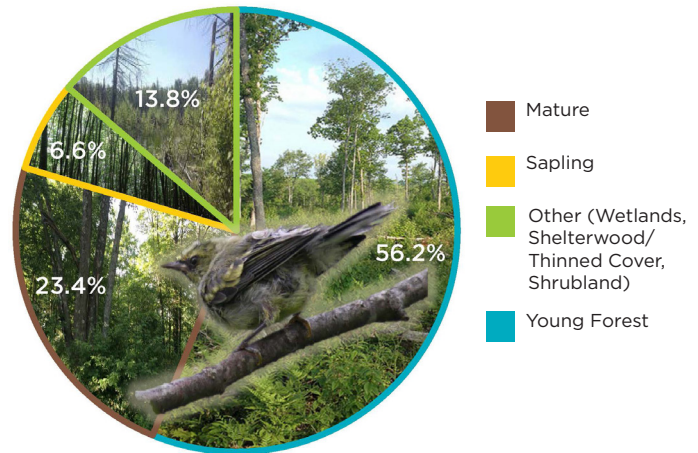 13.8%
6.6%
56.2%
23.4%
Mature
Sapling
Other (Wetlands,
Shelterwood/
Thinned Cover,
Shrubland)
Young Forest